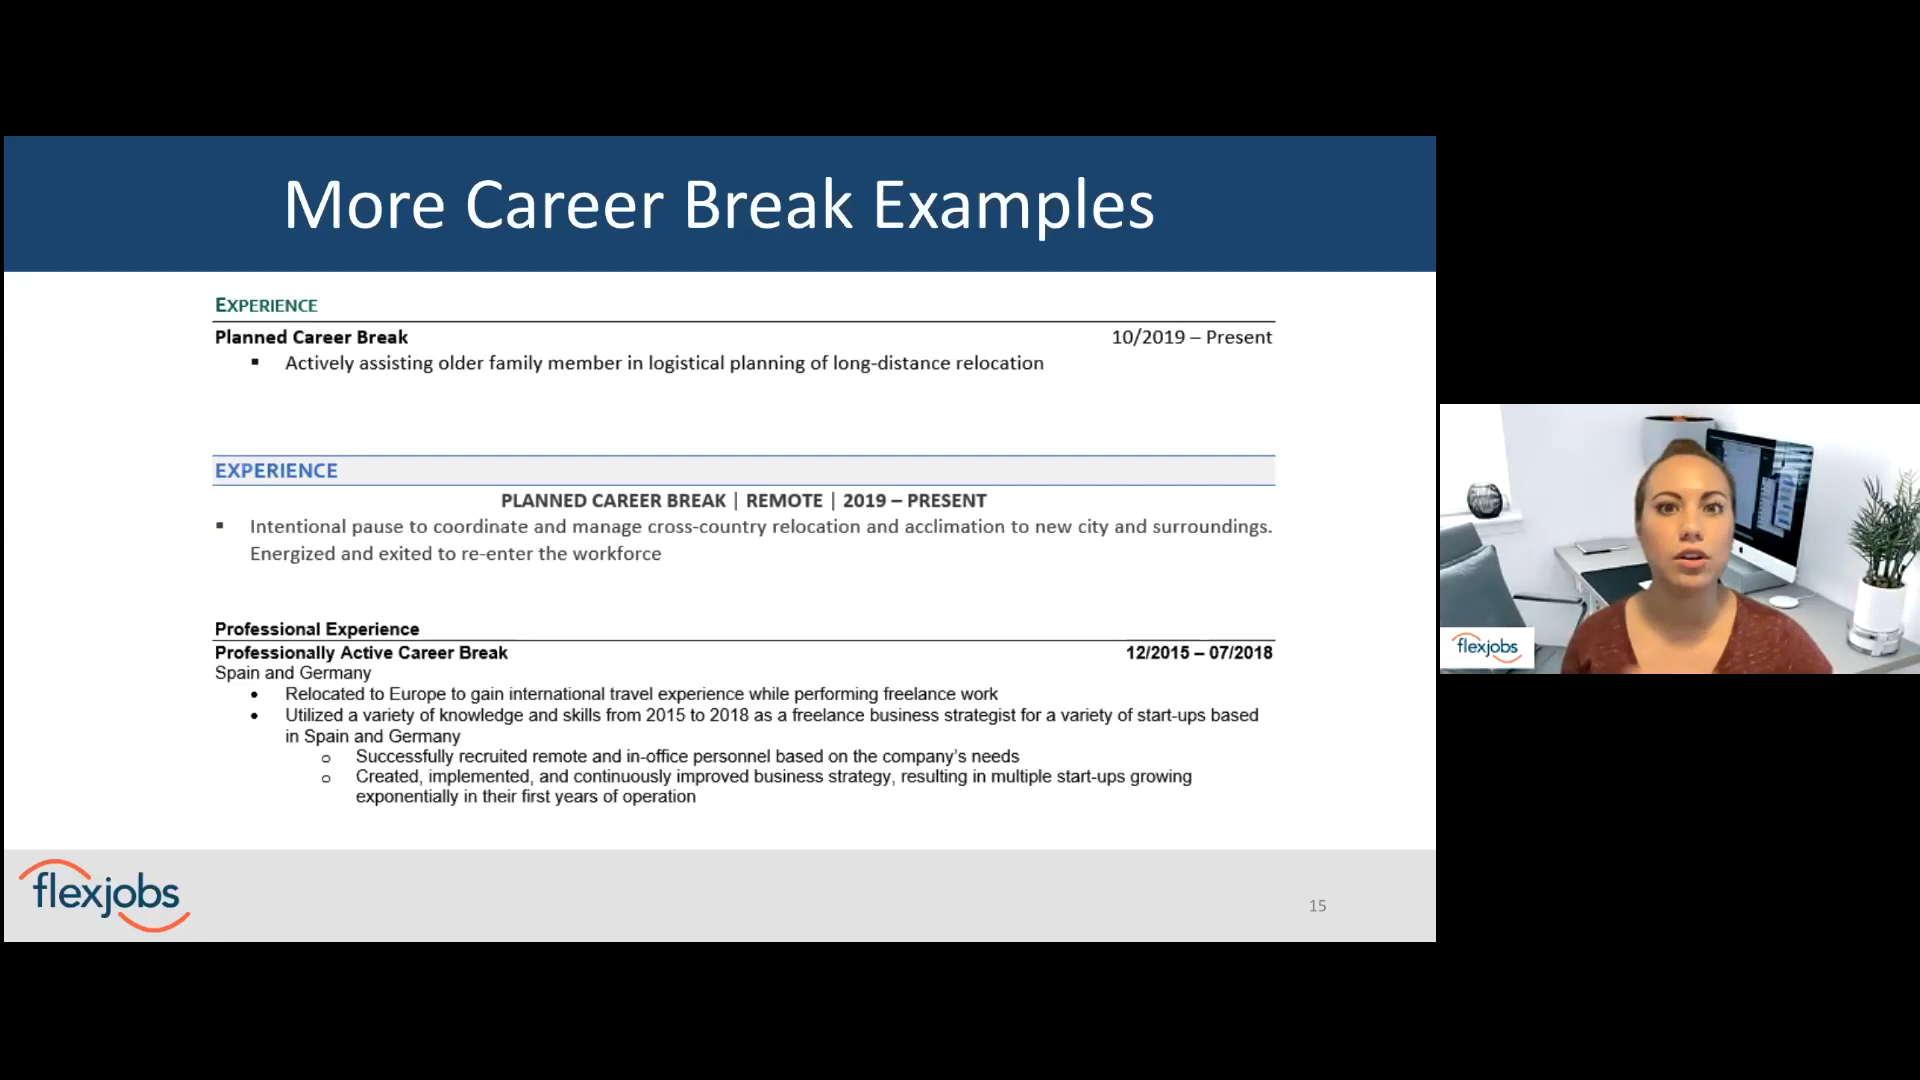 More Career Break Examples
EXPERIENCE
Planned Career Break 10/2019 – Present
▪ Actively assisting older family member in logistical planning of long-distance relocation
EXPERIENCE
PLANNED CAREER BREAK | REMOTE | 2019 – PRESENT
▪ Intentional pause to coordinate and manage cross-country relocation and acclimation to new city and surroundings.
Energized and exited to re-enter the workforce
Professional Experience
Professionally Active Career Break 12/2015 – 07/2018
Spain and Germany
• Relocated to Europe to gain international travel experience while performing freelance work
• Utilized a variety of knowledge and skills from 2015 to 2018 as a freelance business strategist for a variety of start-ups based
in Spain and Germany
o Successfully recruited remote and in-office personnel based on the company's needs
o Created, implemented, and continuously improved business strategy, resulting in multiple start-ups growing
exponentially in their first years of operation
flexjobs
15
flexjobs